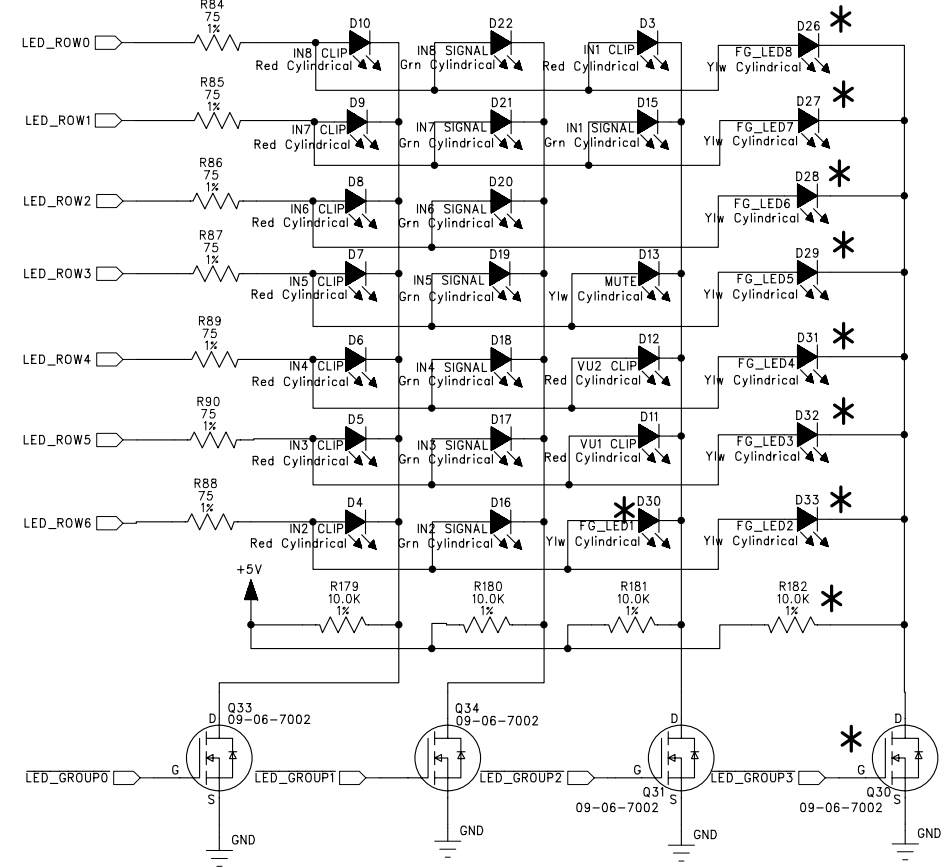 R84
75
1%
LED_ROW0
D10
IN8 CLIP
Red Cylindrical
D22
IN8 SIGNAL
Grn Cylindrical
D3
IN1 CLIP
Red Cylindrical
D26
FG_LED8
Ylw Cylindrical
R85
75
1%
LED_ROW1
D9
IN7 CLIP
Red Cylindrical
D21
IN7 SIGNAL
Grn Cylindrical
D15
IN1 SIGNAL
Grn Cylindrical
D27
FG_LED7
Ylw Cylindrical
R86
75
1%
LED_ROW2
D8
IN6 CLIP
Red Cylindrical
D20
IN6 SIGNAL
Grn Cylindrical
D28
FG_LED6
Ylw Cylindrical
R87
75
1%
LED_ROW3
D7
IN5 CLIP
Red Cylindrical
D19
IN5 SIGNAL
Grn Cylindrical
D13
MUTE
Ylw Cylindrical
D29
FG_LED5
Ylw Cylindrical
R89
75
1%
LED_ROW4
D6
IN4 CLIP
Red Cylindrical
D18
IN4 SIGNAL
Grn Cylindrical
D12
VU2 CLIP
Red Cylindrical
D31
FG_LED4
Ylw Cylindrical
R90
75
1%
LED_ROW5
D5
IN3 CLIP
Red Cylindrical
D17
IN3 SIGNAL
Grn Cylindrical
D11
VU1 CLIP
Red Cylindrical
D32
FG_LED3
Ylw Cylindrical
R88
75
1%
LED_ROW6
D4
IN2 CLIP
Red Cylindrical
D16
IN2 SIGNAL
Grn Cylindrical
D30
FG_LED1
Ylw Cylindrical
D33
FG_LED2
Ylw Cylindrical
+5V
R179
10.0K
1%
R180
10.0K
1%
R181
10.0K
1%
R182
10.0K
1%
Q33
09-06-7002
D
G
S
LED_GROUP0
GND
Q34
09-06-7002
LED_GROUP1
GND
D
G
S
LED_GROUP2
Q31
09-06-7002
GND
D
G
S
LED_GROUP3
Q30
09-06-7002
GND